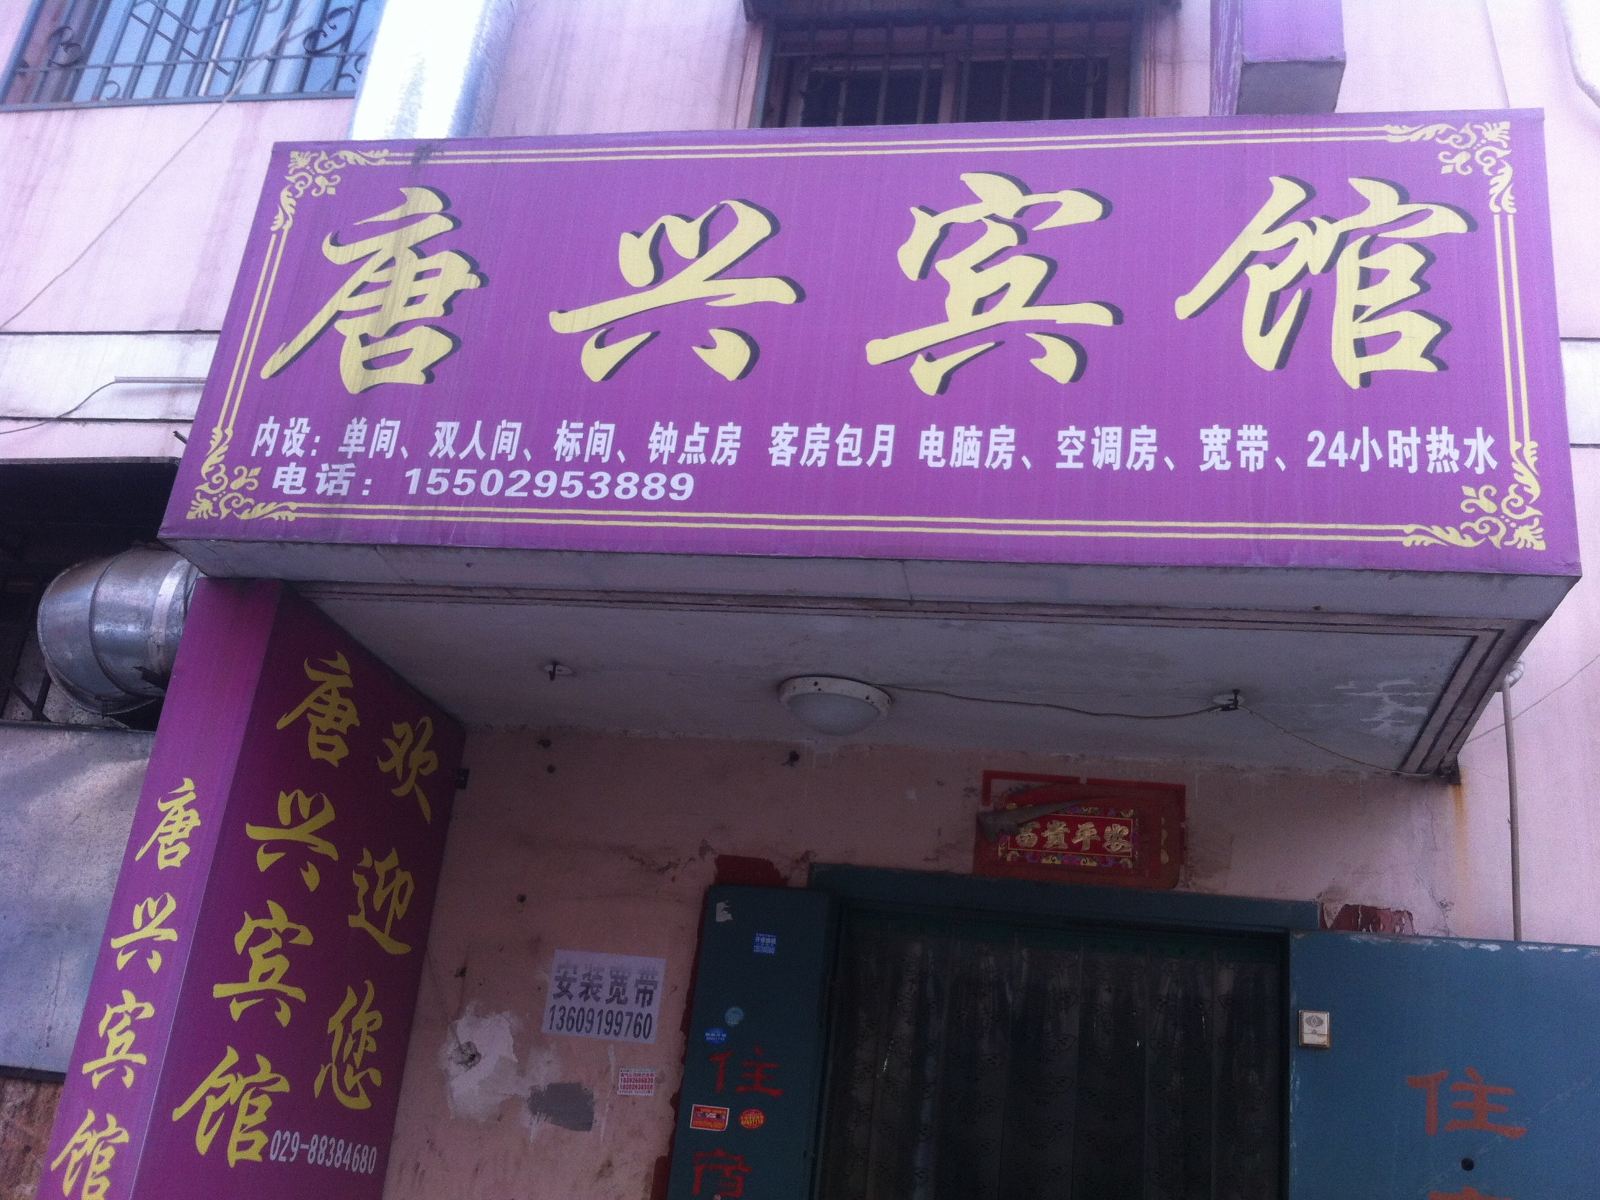 唐兴宾馆
内设：单间、双人间、标间、钟点房 客房包月 电脑房、空调房、宽带、24小时热水
电话：15502953889
欢迎您
唐兴宾馆
029-88384680
唐兴宾馆
富贵平安
安装宽带
13609199760
住宿
住